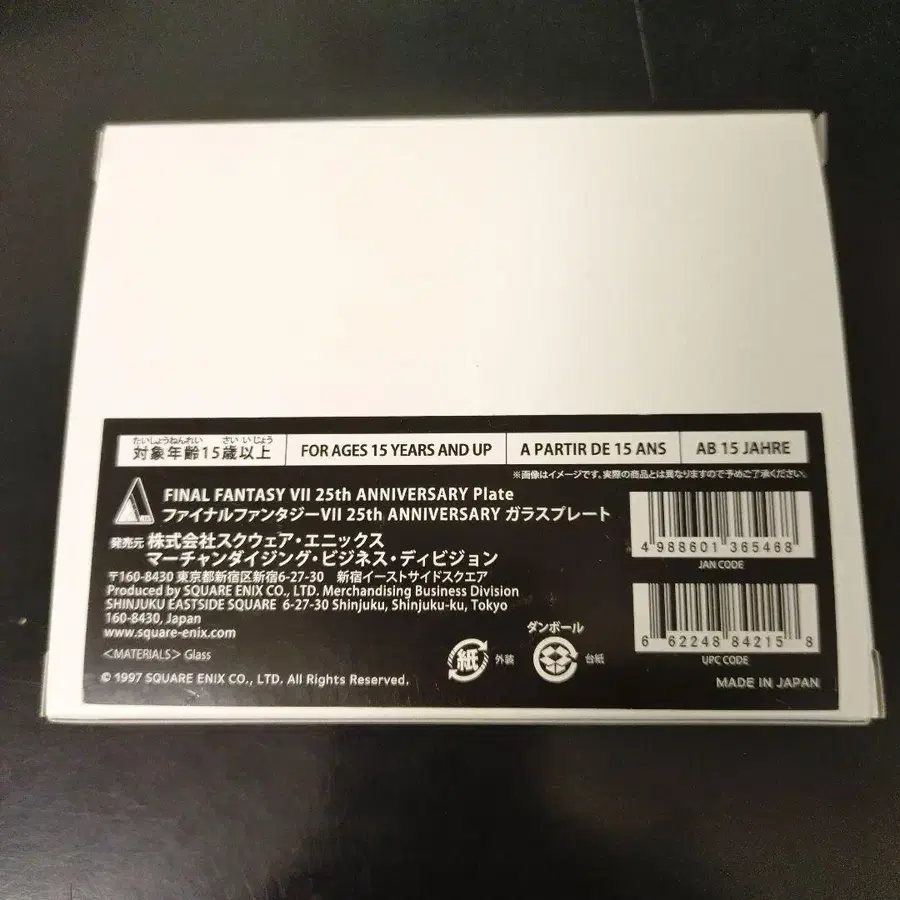 たいしょうねんれい さい いじょう
対象年齢15歳以上
FOR AGES 15 YEARS AND UP
A PARTIR DE 15 ANS
AB 15 JAHRE
※画像はイメージです。実際の商品とは異なりますので予めご了承ください。
FINAL FANTASY VII 25th ANNIVERSARY Plate
ファイナルファンタジーVII 25th ANNIVERSARY ガラスプレート
発売元 株式会社スクウェア・エニックス
マーチャンダイジング・ビジネス・ディビジョン
〒160-8430 東京都新宿区新宿6-27-30 新宿イーストサイドスクエア
Produced by SQUARE ENIX CO., LTD. Merchandising Business Division
SHINJUKU EASTSIDE SQUARE 6-27-30 Shinjuku, Shinjuku-ku, Tokyo
160-8430, Japan
www.square-enix.com
<MATERIALS> Glass
© 1997 SQUARE ENIX CO., LTD. All Rights Reserved.
紙 外装
ダンボール
台紙
4 988601 365468
JAN CODE
6 62248 84215 8
UPC CODE
MADE IN JAPAN